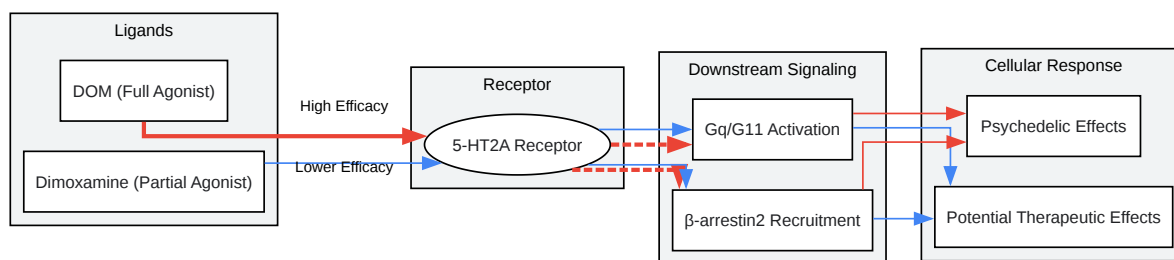 Ligands
DOM (Full Agonist)
Dimoxamine (Partial Agonist)
High Efficacy
Lower Efficacy
Receptor
5-HT2A Receptor
Downstream Signaling
Gq/G11 Activation
β-arrestin2 Recruitment
Cellular Response
Psychedelic Effects
Potential Therapeutic Effects